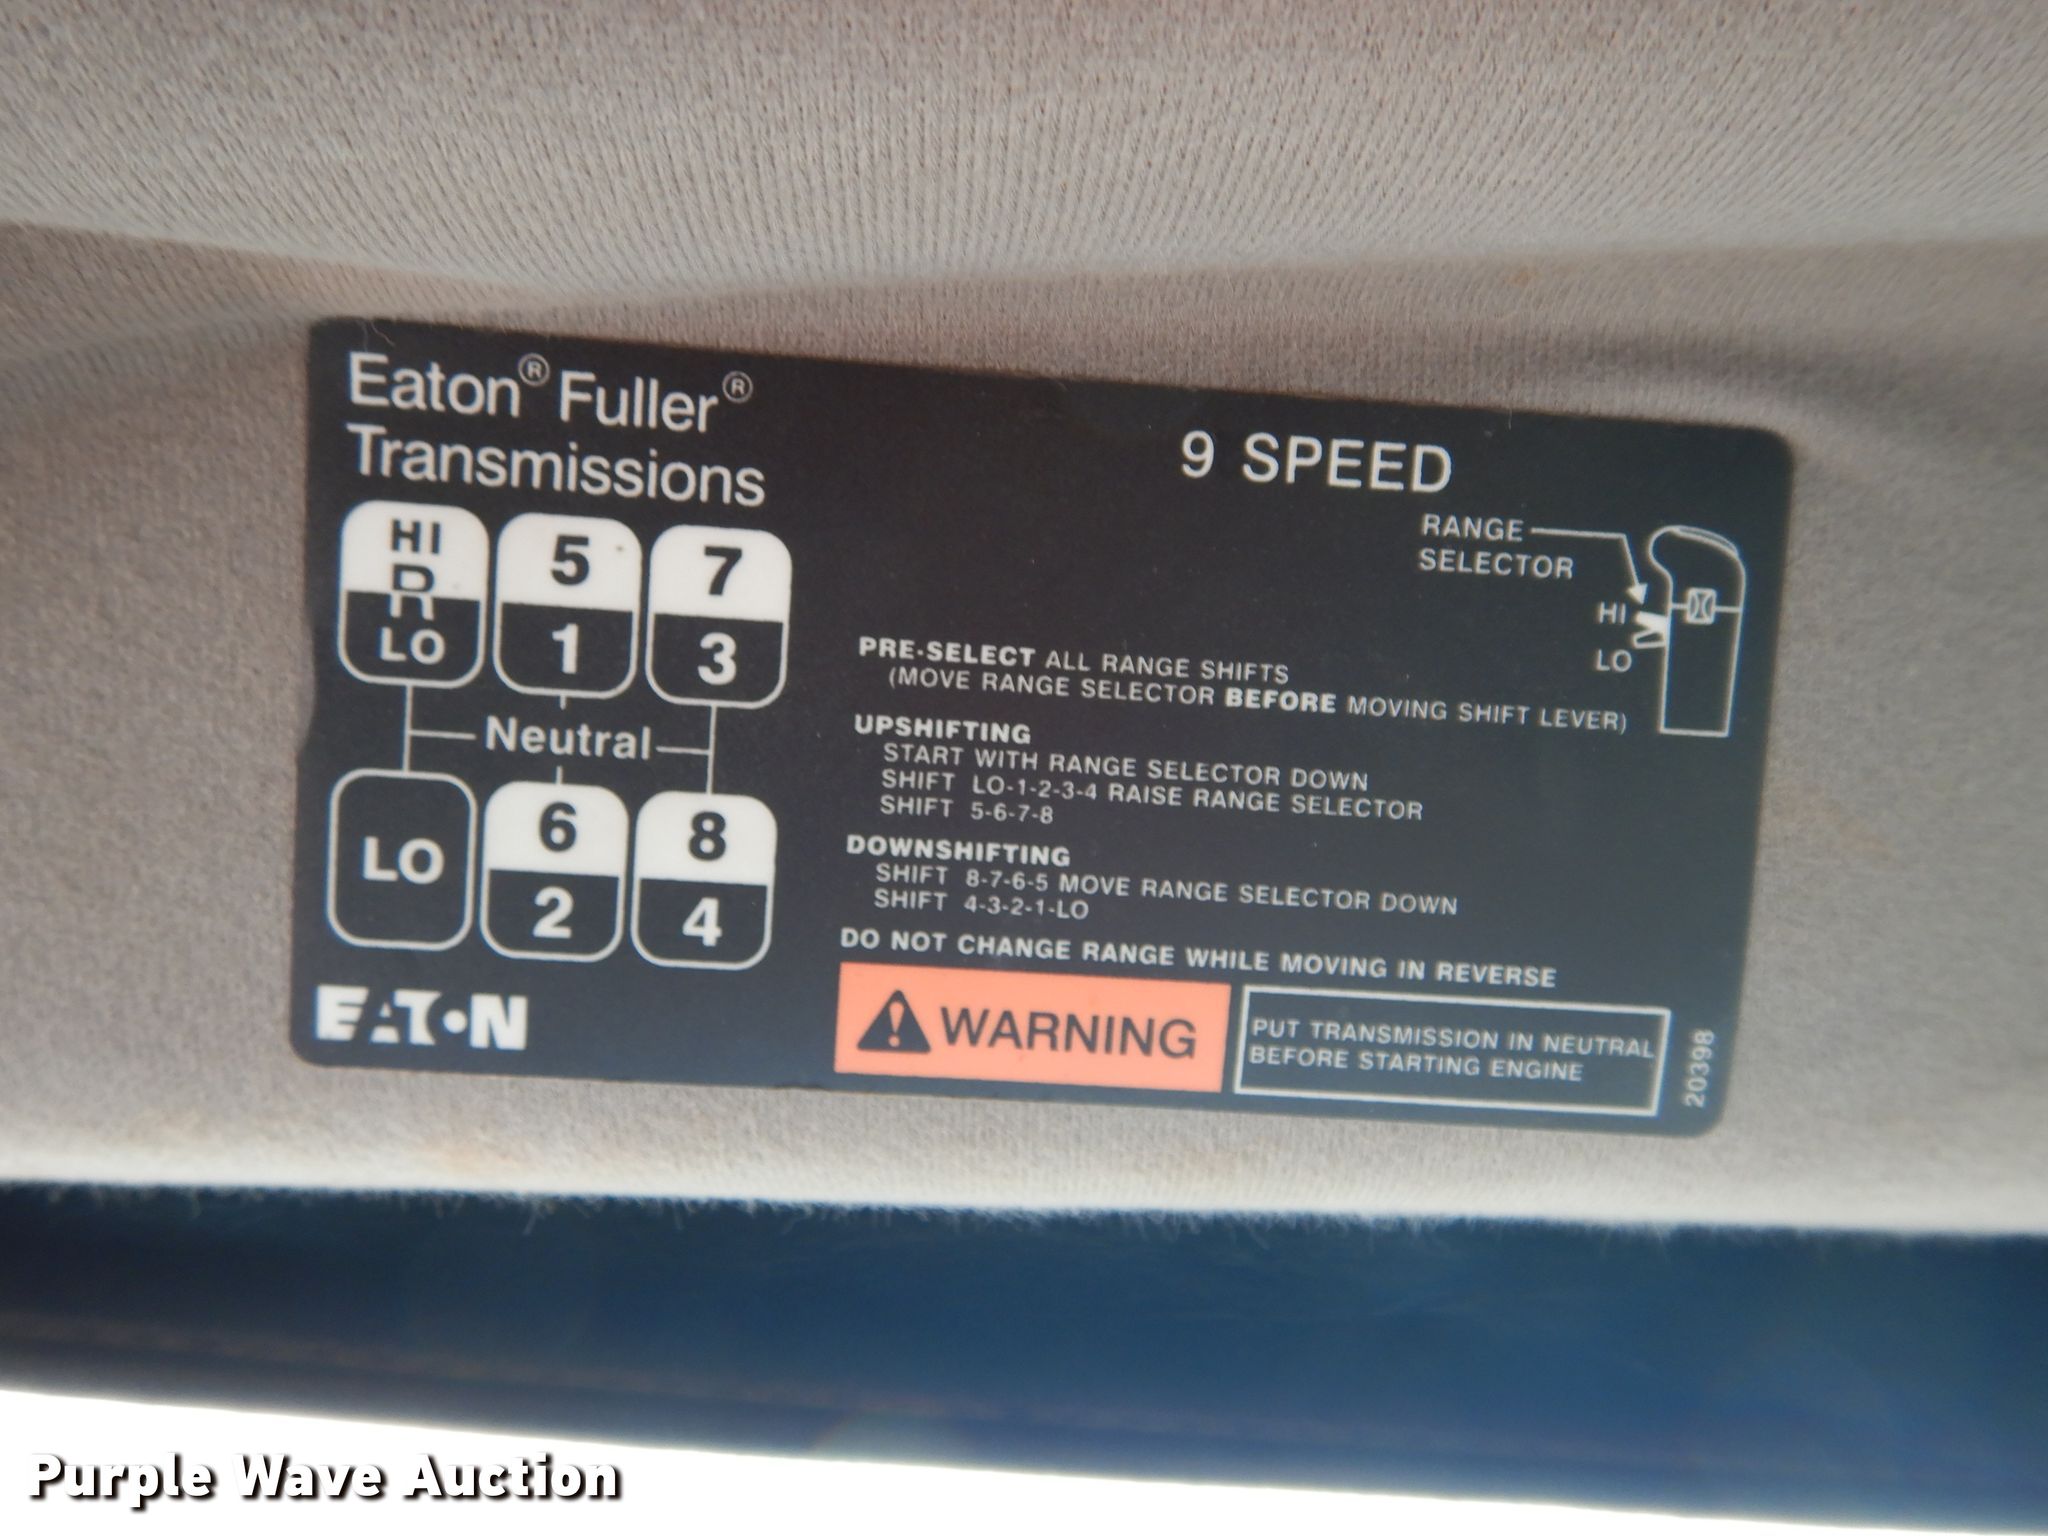 Eaton® Fuller®
Transmissions
9 SPEED
HI
R
LO
5
1
7
3
Neutral
LO
6
2
8
4
EATON
RANGE
SELECTOR
HI
LO
PRE-SELECT ALL RANGE SHIFTS
(MOVE RANGE SELECTOR BEFORE MOVING SHIFT LEVER)
UPSHIFTING
START WITH RANGE SELECTOR DOWN
SHIFT LO-1-2-3-4 RAISE RANGE SELECTOR
SHIFT 5-6-7-8
DOWNSHIFTING
SHIFT 8-7-6-5 MOVE RANGE SELECTOR DOWN
SHIFT 4-3-2-1-LO
DO NOT CHANGE RANGE WHILE MOVING IN REVERSE
WARNING
PUT TRANSMISSION IN NEUTRAL
BEFORE STARTING ENGINE
20398
Purple Wave Auction